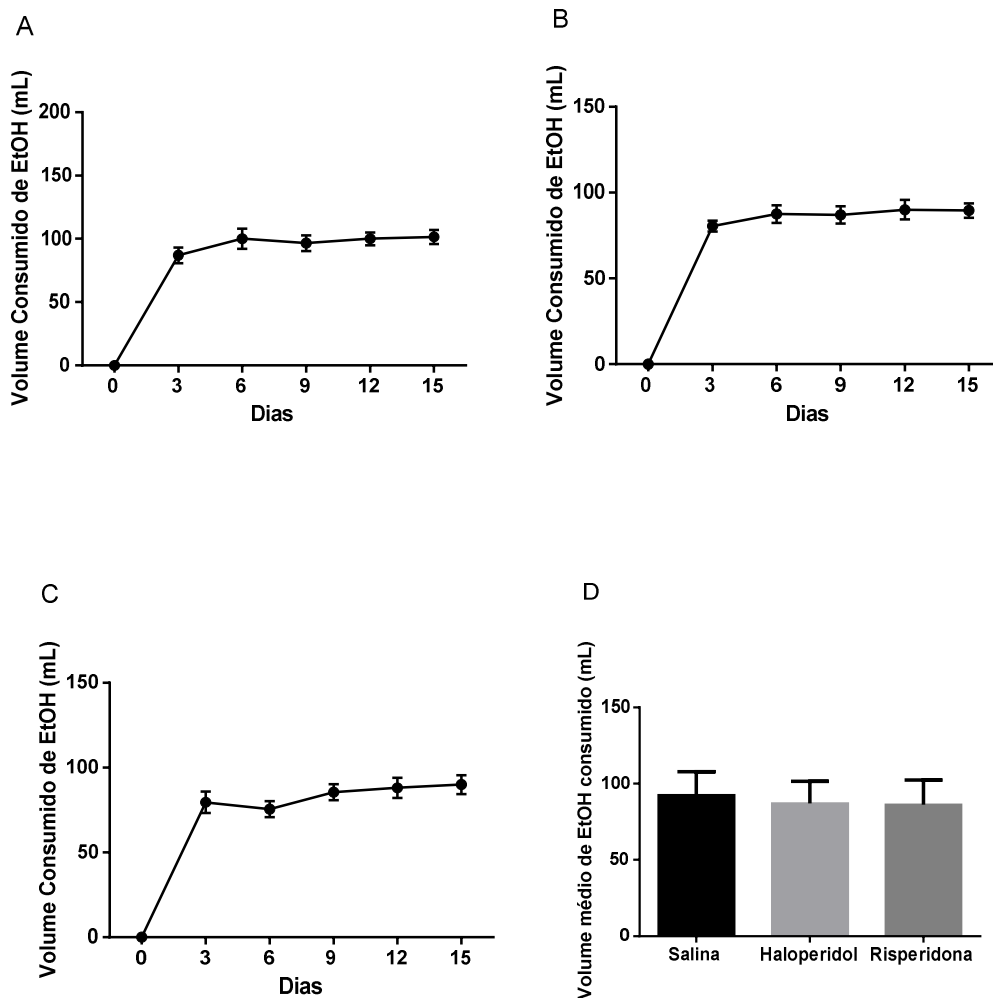 A
Volume Consumido de EtOH (mL)
200
150
100
50
0
0 3 6 9 12 15
Dias
B
Volume Consumido de EtOH (mL)
150
100
50
0
0 3 6 9 12 15
Dias
C
Volume Consumido de EtOH (mL)
150
100
50
0
0 3 6 9 12 15
Dias
D
Volume médio de EtOH consumido (mL)
150
100
50
0
Salina Haloperidol Risperidona